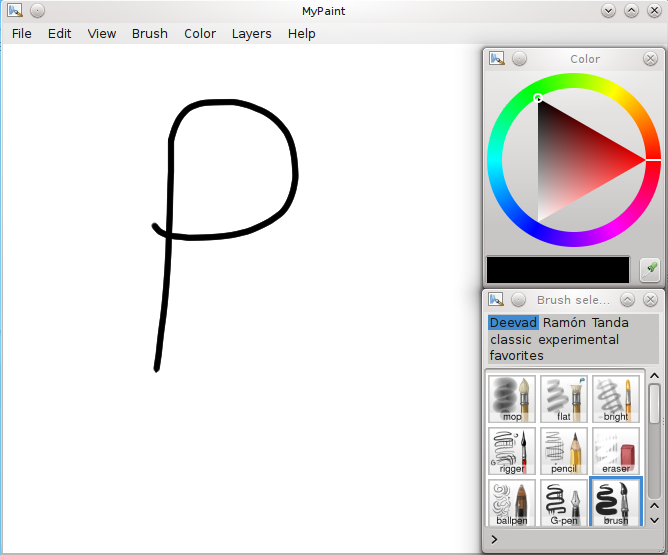 MyPaint
File Edit View Brush Color Layers Help
P
Color
Brush sele...
Deevad Ramón Tanda
classic experimental
favorites
mop flat bright
rigger pencil eraser
ballpen G-pen brush